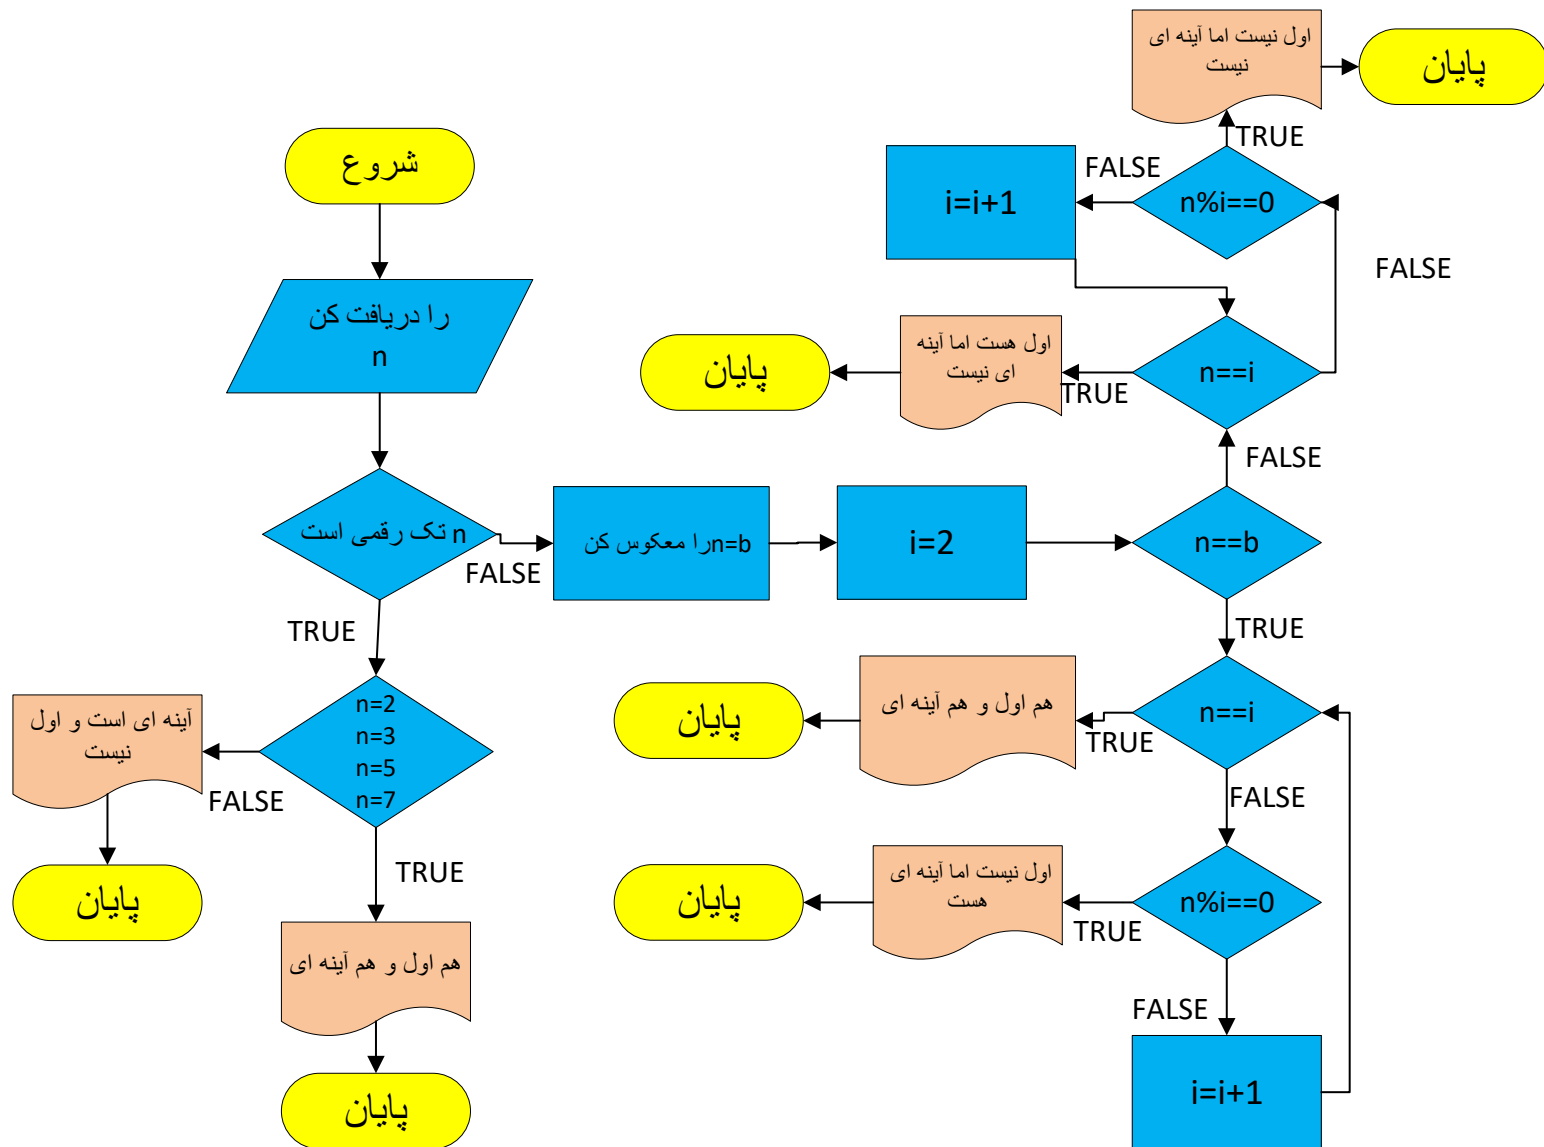 شروع
را دریافت کن
n
n تک رقمی است
FALSE
n=bرا معکوس کن
i=2
n==b
TRUE
n=2
n=3
n=5
n=7
FALSE
آینه ای است و اول
نیست
پایان
TRUE
هم اول و هم آینه ای
پایان
FALSE
n==i
TRUE
اول هست اما آینه
ای نیست
پایان
FALSE
n%i==0
FALSE
i=i+1
TRUE
اول نیست اما آینه ای
نیست
پایان
TRUE
n==i
TRUE
هم اول و هم آینه ای
پایان
FALSE
n%i==0
TRUE
اول نیست اما آینه ای
هست
پایان
FALSE
i=i+1